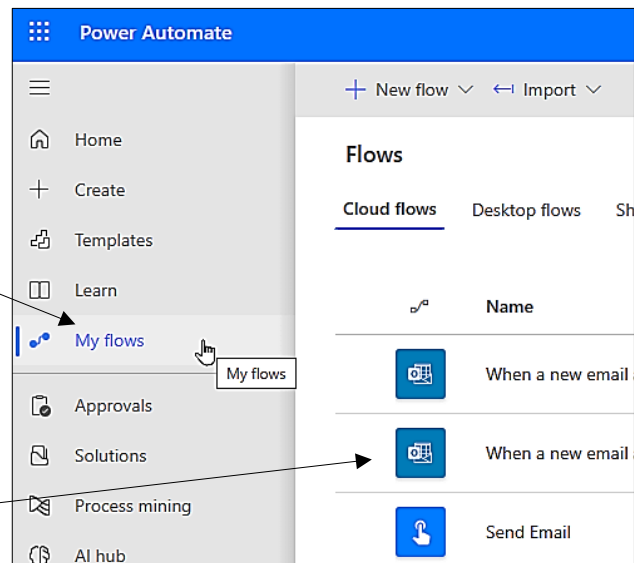 Power Automate
New flow
Import
Home
Create
Templates
Learn
My flows
My flows
Approvals
Solutions
Process mining
AI hub
Flows
Cloud flows Desktop flows Sh
Name
When a new email
When a new email
Send Email